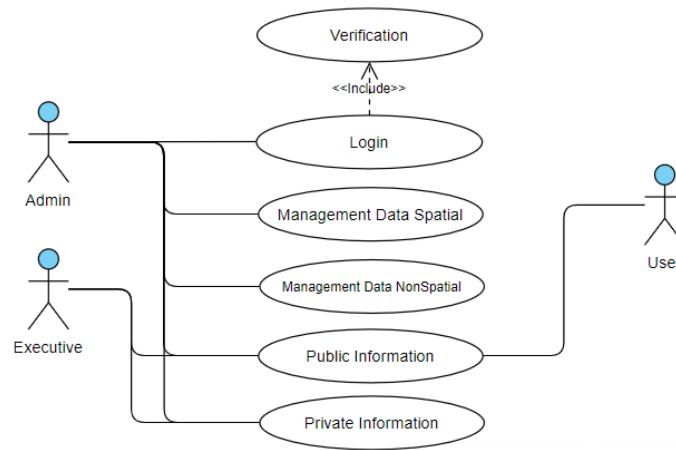 Verification
<<Include>>
Login
Admin
Management Data Spatial
Use
Management Data NonSpatial
Executive
Public Information
Private Information